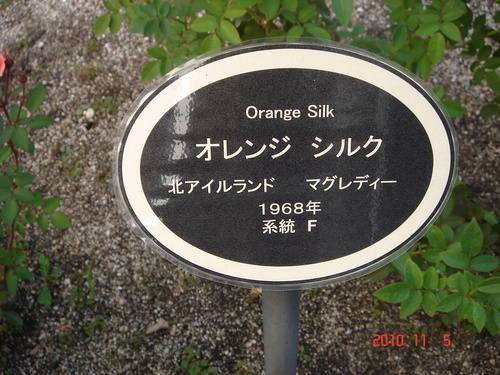 Orange Silk
オレンジ シルク
北アイルランド マグレディー
1968年
系統 F
2010 11 5